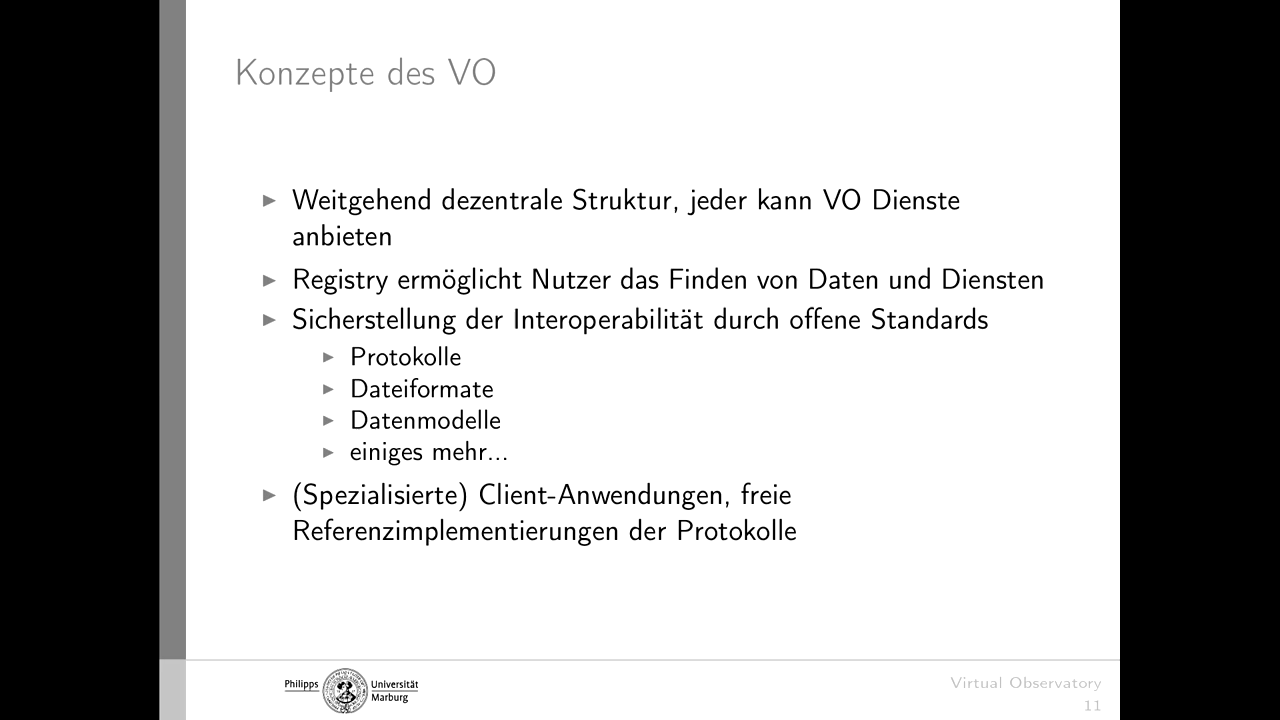 Konzepte des VO
Weitgehend dezentrale Struktur, jeder kann VO Dienste
anbieten
Registry ermöglicht Nutzer das Finden von Daten und Diensten
Sicherstellung der Interoperabilität durch offene Standards
Protokolle
Dateiformate
Datenmodelle
einiges mehr...
(Spezialisierte) Client-Anwendungen, freie
Referenzimplementierungen der Protokolle
Philipps Universität
Marburg
Virtual Observatory
11